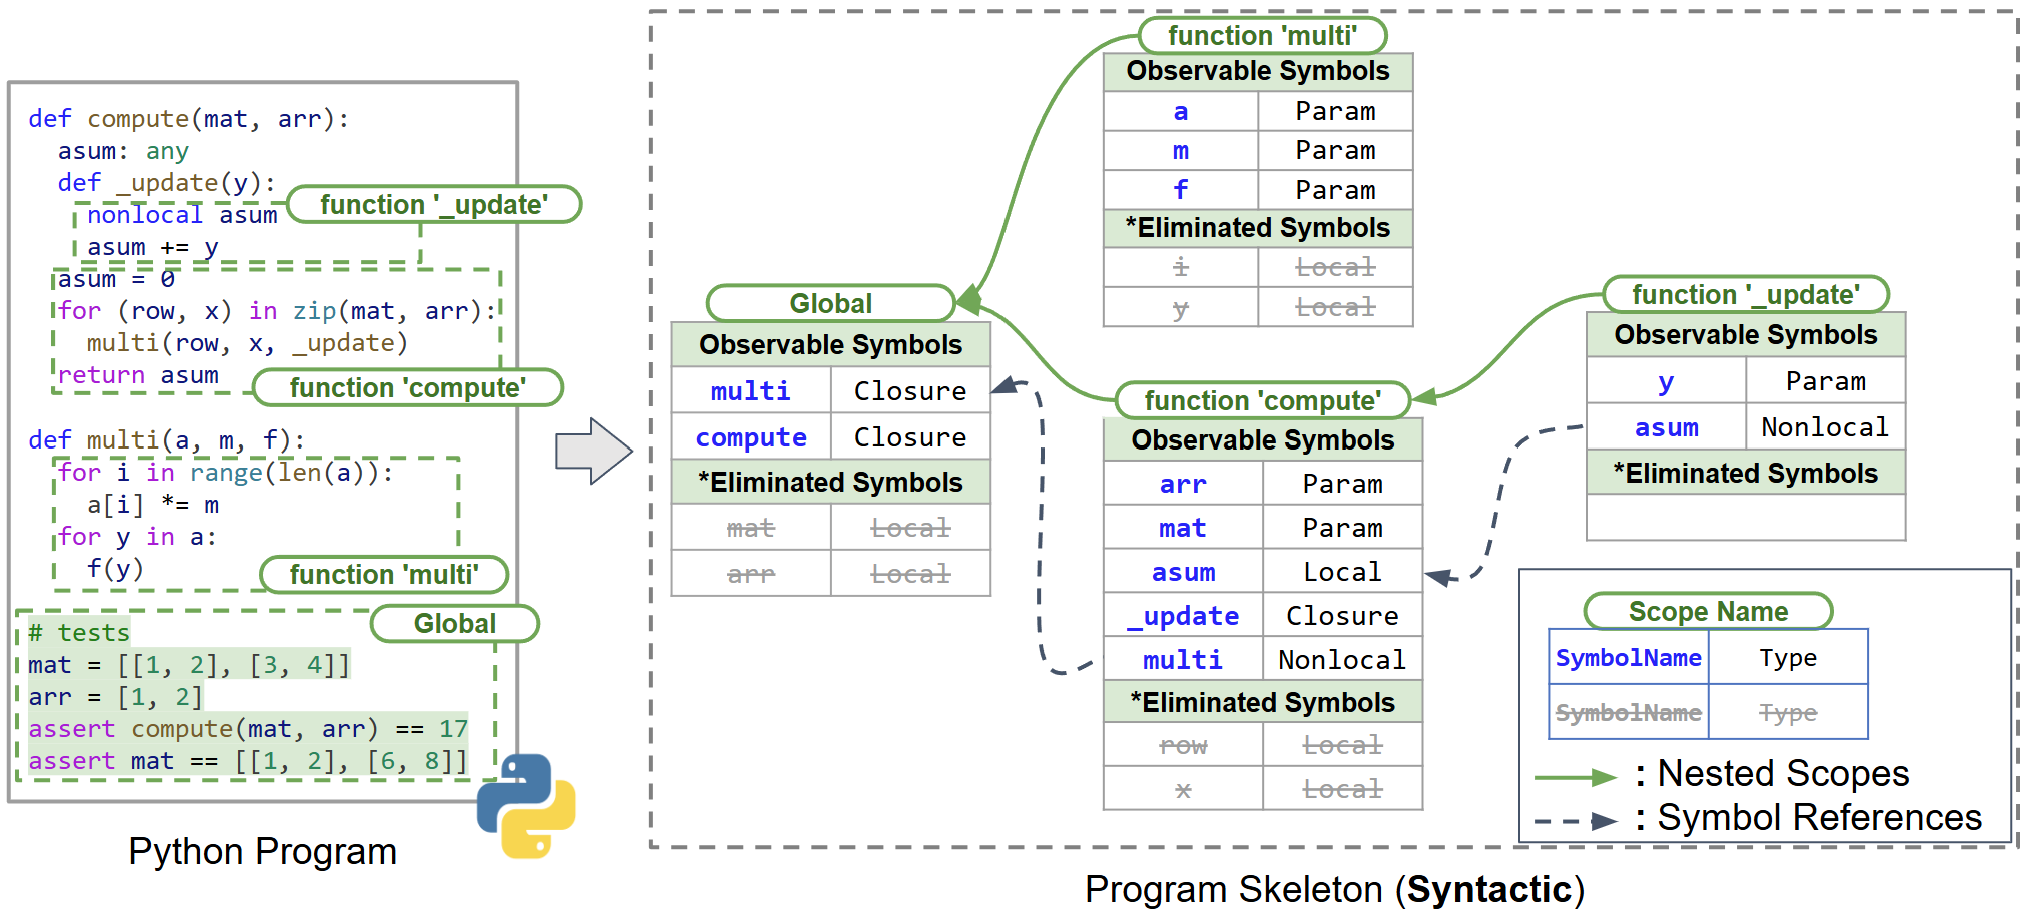 def compute(mat, arr):
asum: any
def _update(y):
function '_update'
nonlocal asum
asum += y
asum = 0
for (row, x) in zip(mat, arr):
multi(row, x, _update)
return asum
function 'compute'
def multi(a, m, f):
for i in range(len(a)):
a[i] *= m
for y in a:
f(y)
function 'multi'
Global
# tests
mat = [[1, 2], [3, 4]]
arr = [1, 2]
assert compute(mat, arr) == 17
assert mat == [[1, 2], [6, 8]]
Python Program
Global
Observable Symbols
multi Closure
compute Closure
*Eliminated Symbols
mat Local
arr Local
function 'multi'
Observable Symbols
a Param
m Param
f Param
*Eliminated Symbols
i Local
y Local
function 'compute'
Observable Symbols
arr Param
mat Param
asum Local
_update Closure
multi Nonlocal
*Eliminated Symbols
row Local
x Local
function '_update'
Observable Symbols
y Param
asum Nonlocal
*Eliminated Symbols
Scope Name
SymbolName Type
SymbolName Type
: Nested Scopes
: Symbol References
Program Skeleton (Syntactic)